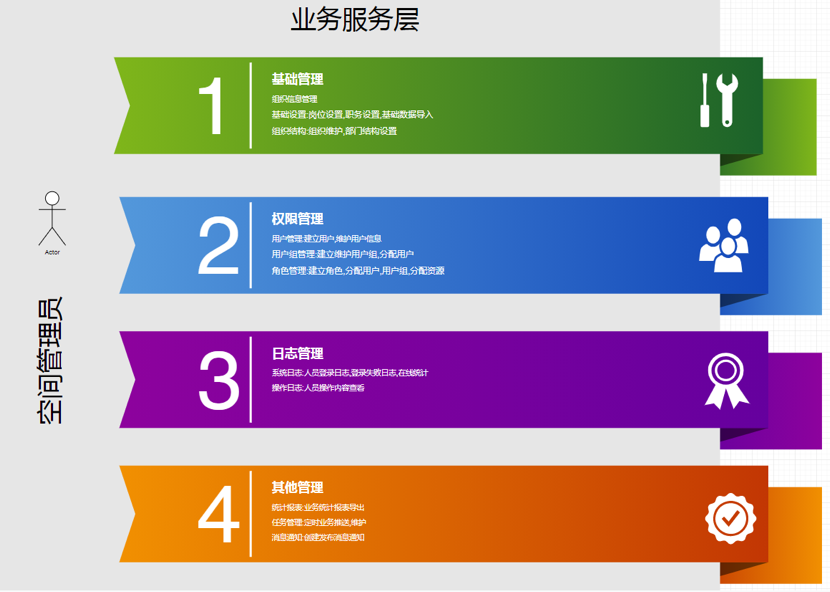 业务服务层
1
基础管理
组织信息管理
基础设置:岗位设置,职务设置,基础数据导入
组织结构:组织维护,部门结构设置
Actor
空间管理员
2
权限管理
用户管理:建立用户,维护用户信息
用户组管理:建立维护用户组,分配用户
角色管理:建立角色,分配用户,用户组,分配资源
3
日志管理
系统日志:人员登录日志,登录失败日志,在线统计
操作日志:人员操作内容查看
4
其他管理
统计报表:业务统计报表导出
任务管理:定时业务推送,维护
消息通知:创建发布消息通知